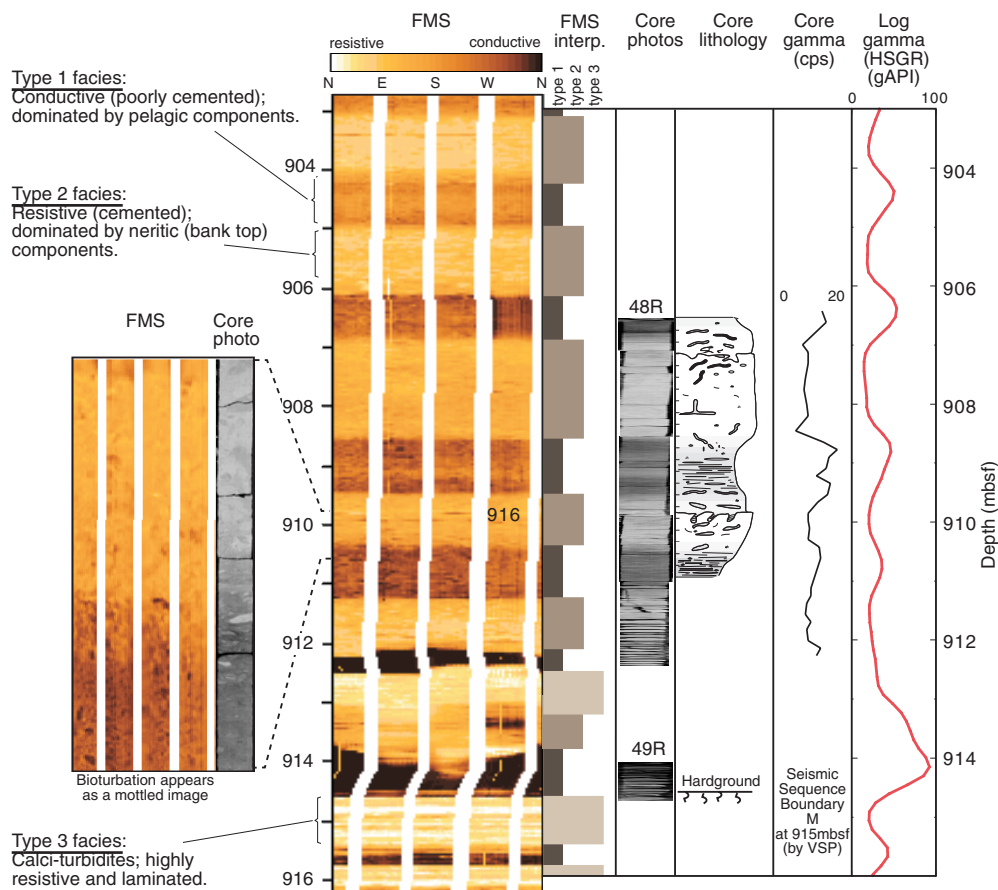 FMS
resistive
conductive
N E S W N
FMS
interp.
type 1
type 2
type 3
Core
photos
Core
lithology
Core
gamma
(cps)
Log
gamma
(HSGR)
(gAPI)
0 100
Type 1 facies:
Conductive (poorly cemented);
dominated by pelagic components.
Type 2 facies:
Resistive (cemented);
dominated by neritic (bank top)
components.
904
906
908
910
912
914
916
916
48R
49R
0 20
Hardground
Seismic
Sequence
Boundary
M
at 915mbsf
(by VSP)
904
906
908
910
912
914
Depth (mbsf)
FMS
Core
photo
Bioturbation appears
as a mottled image
Type 3 facies:
Calci-turbidites; highly
resistive and laminated.